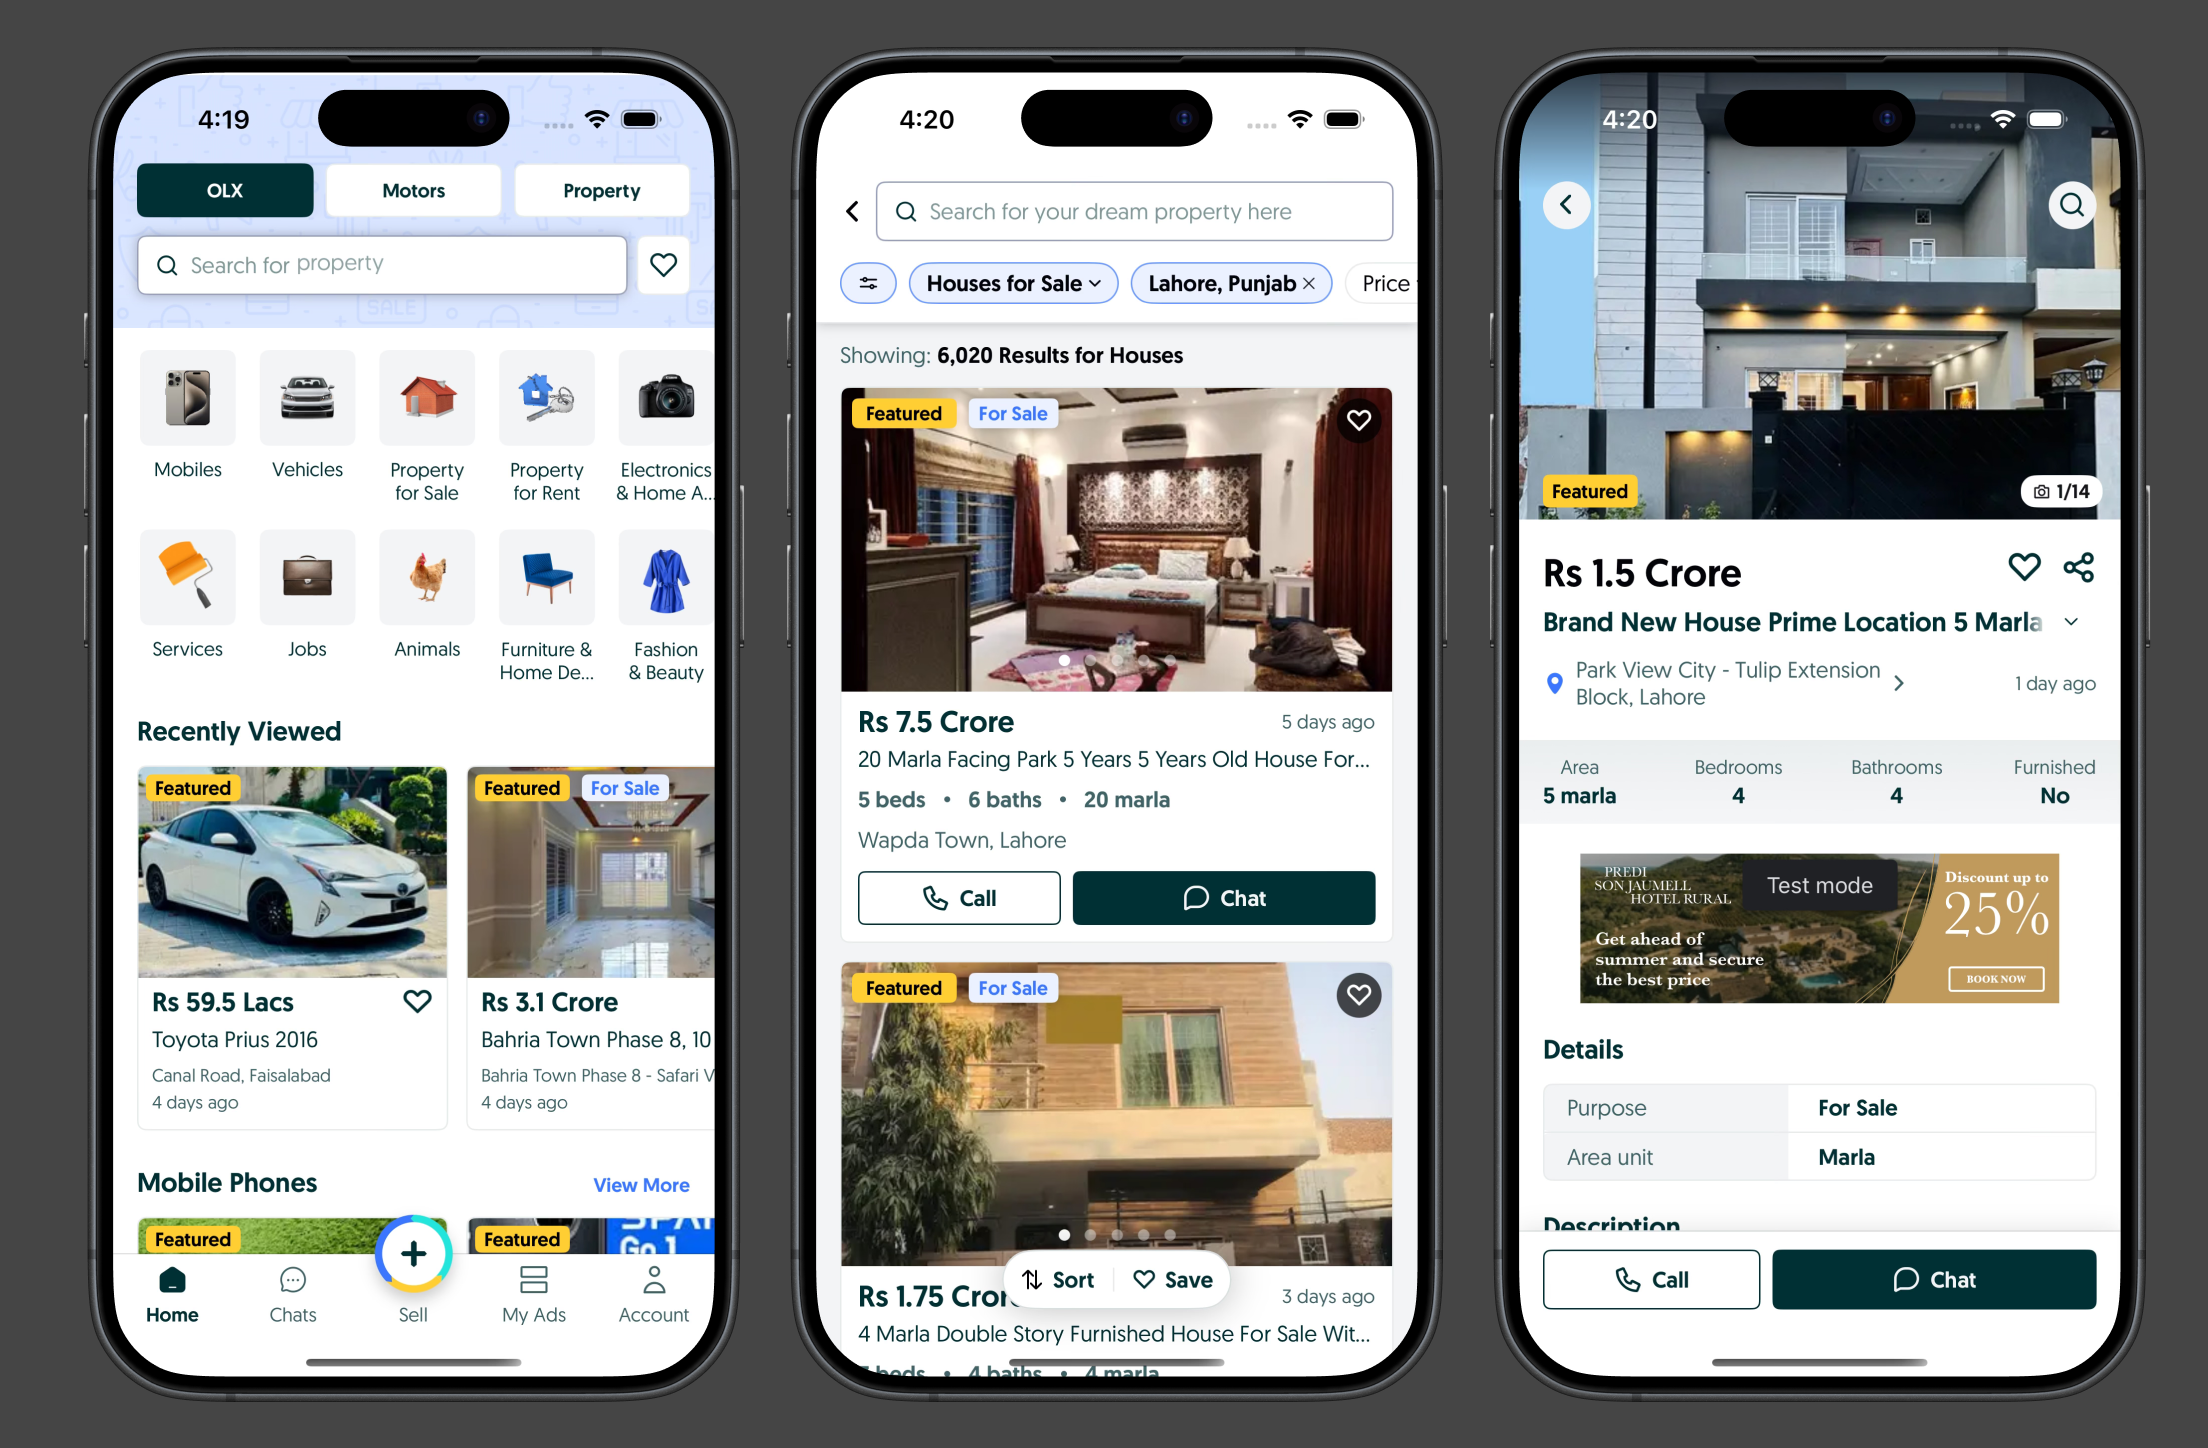 4:19
OLX
Motors
Property
Search for property
SALE
Mobiles
Vehicles
Property
for Sale
Property
for Rent
Electronics
& Home A...
Services
Jobs
Animals
Furniture &
Home De...
Fashion
& Beauty
Recently Viewed
Featured
Rs 59.5 Lacs
Toyota Prius 2016
Canal Road, Faisalabad
4 days ago
Featured
For Sale
Rs 3.1 Crore
Bahria Town Phase 8, 10
Bahria Town Phase 8 - Safari V
4 days ago
Mobile Phones
View More
Featured
Featured
Home
Chats
Sell
My Ads
Account
4:20
Search for your dream property here
Houses for Sale
Lahore, Punjab
Price
Showing: 6,020 Results for Houses
Featured
For Sale
Rs 7.5 Crore
5 days ago
20 Marla Facing Park 5 Years 5 Years Old House For...
5 beds • 6 baths • 20 marla
Wapda Town, Lahore
Call
Chat
Featured
For Sale
Sort
Save
Rs 1.75 Cror
3 days ago
4 Marla Double Story Furnished House For Sale Wit...
beds • 4 baths • 4 marla
4:20
Featured
1/14
Rs 1.5 Crore
Brand New House Prime Location 5 Marla
Park View City - Tulip Extension
Block, Lahore
1 day ago
Area
5 marla
Bedrooms
4
Bathrooms
4
Furnished
No
PREDI
SON JAUMELL
HOTEL RURAL
Test mode
Get ahead of
summer and secure
the best price
Discount up to
25%
BOOK NOW
Details
Purpose
For Sale
Area unit
Marla
Description
Call
Chat